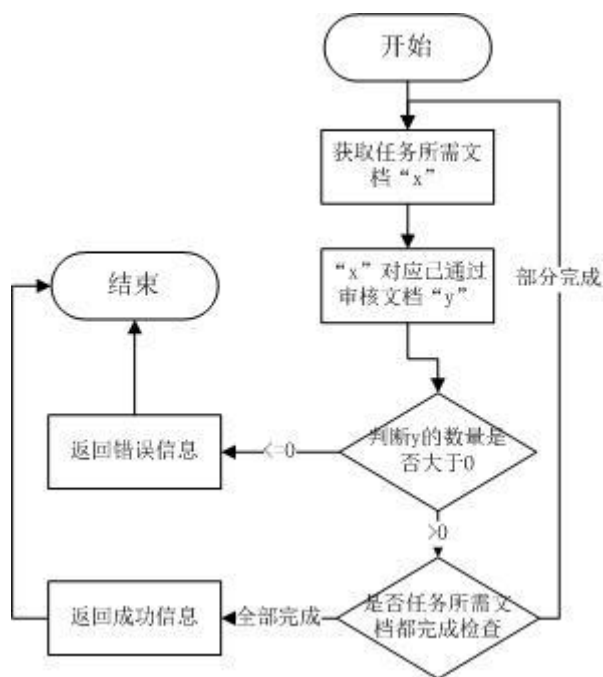 开始
获取任务所需文
档“x”
“x”对应已通过
审核文档“y”
部分完成
结束
判断y的数量是
否大于0
<=0
返回错误信息
>0
是否任务所需文
档都完成检查
全部完成
返回成功信息